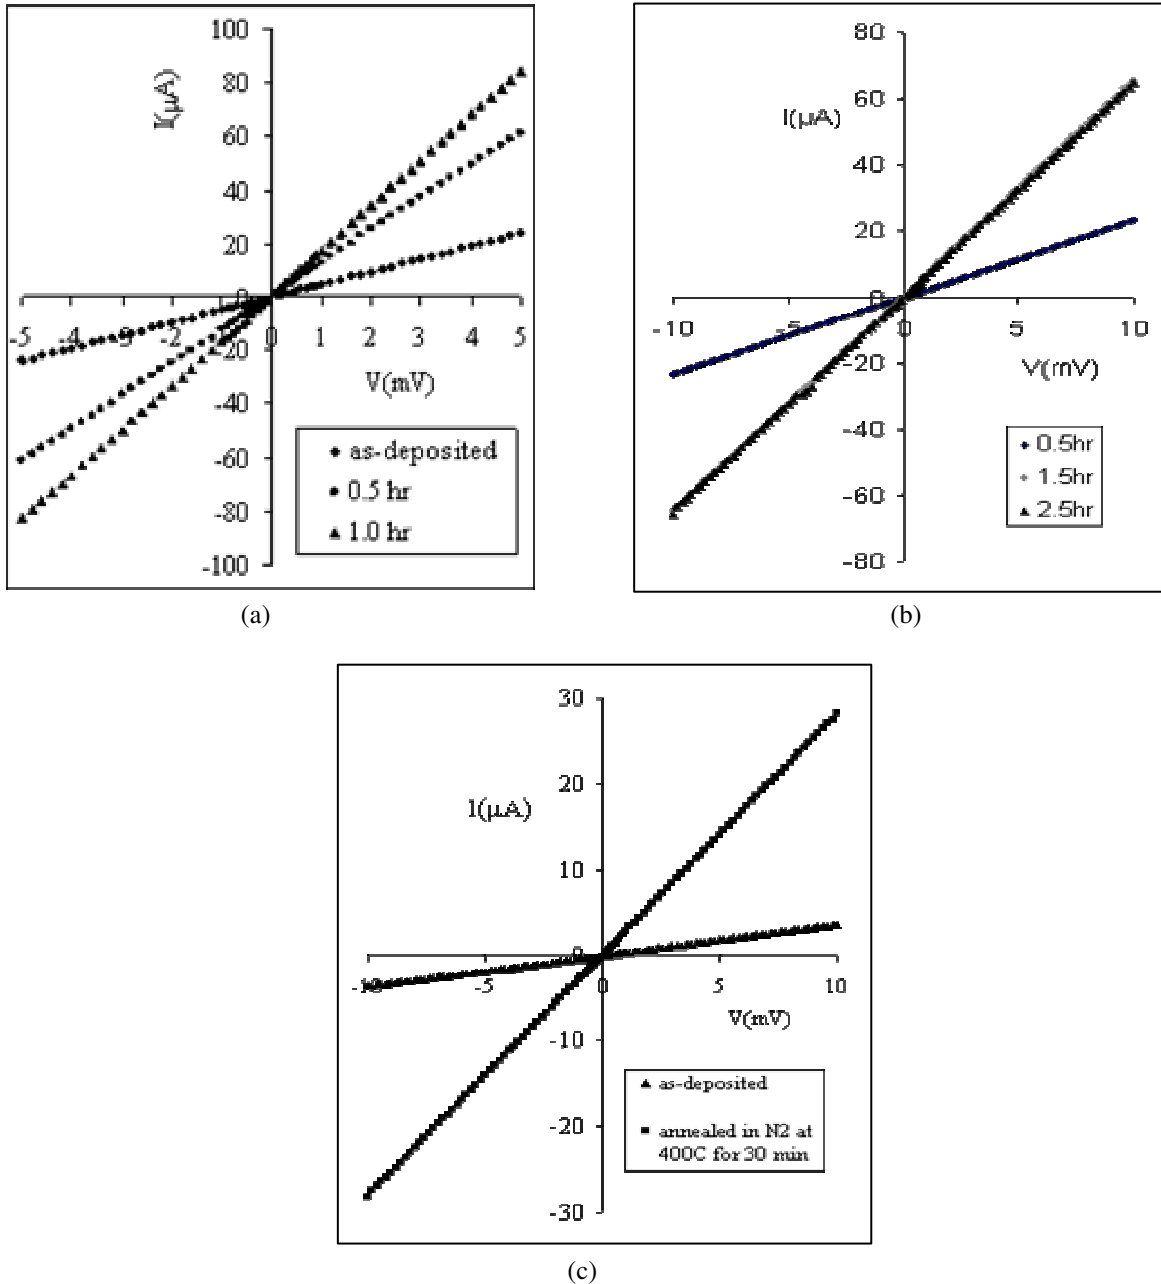 100
80
60
40
20
0
-20
-40
-60
-80
-100
I(µA)
-5 -4 -3 -2 -1 0 1 2 3 4 5
V(mV)
as-deposited
0.5 hr
1.0 hr
(a)
80
60
40
20
0
-20
-40
-60
-80
I(µA)
-10 -5 0 5 10
V(mV)
0.5hr
1.5hr
2.5hr
(b)
30
20
10
0
-10
-20
-30
I(µA)
-10 -5 0 5 10
V(mV)
as-deposited
annealed in N2 at
400C for 30 min
(c)